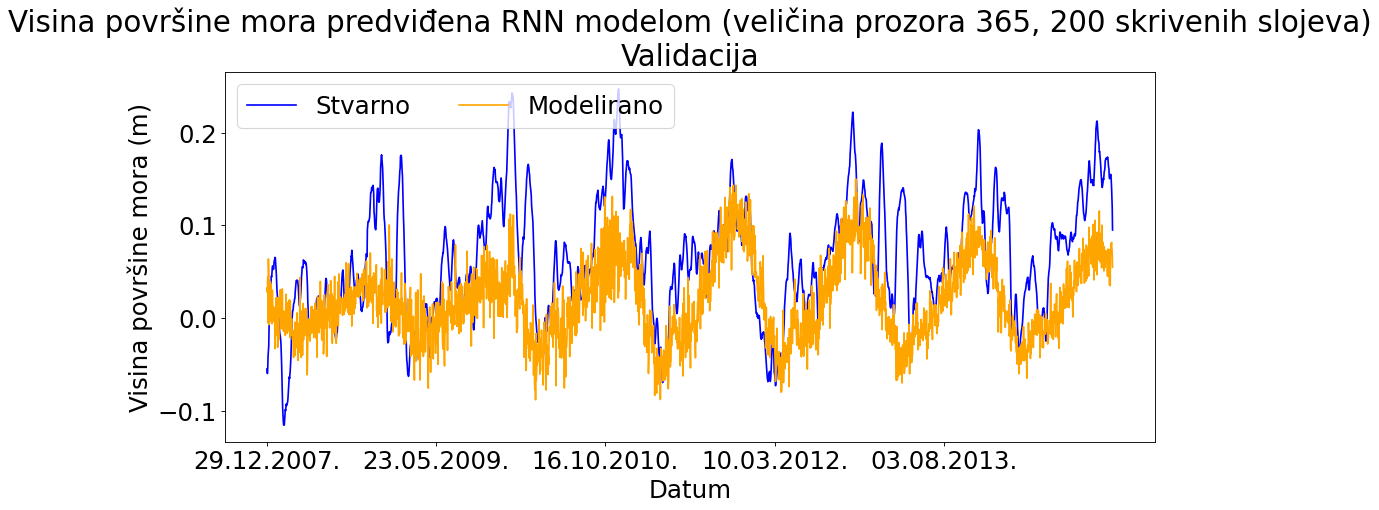 Visina površine mora predviđena RNN modelom (veličina prozora 365, 200 skrivenih slojeva)
Validacija
Stvarno Modelirano
Visina površine mora (m)
0.2
0.1
0.0
−0.1
29.12.2007. 23.05.2009. 16.10.2010. 10.03.2012. 03.08.2013.
Datum